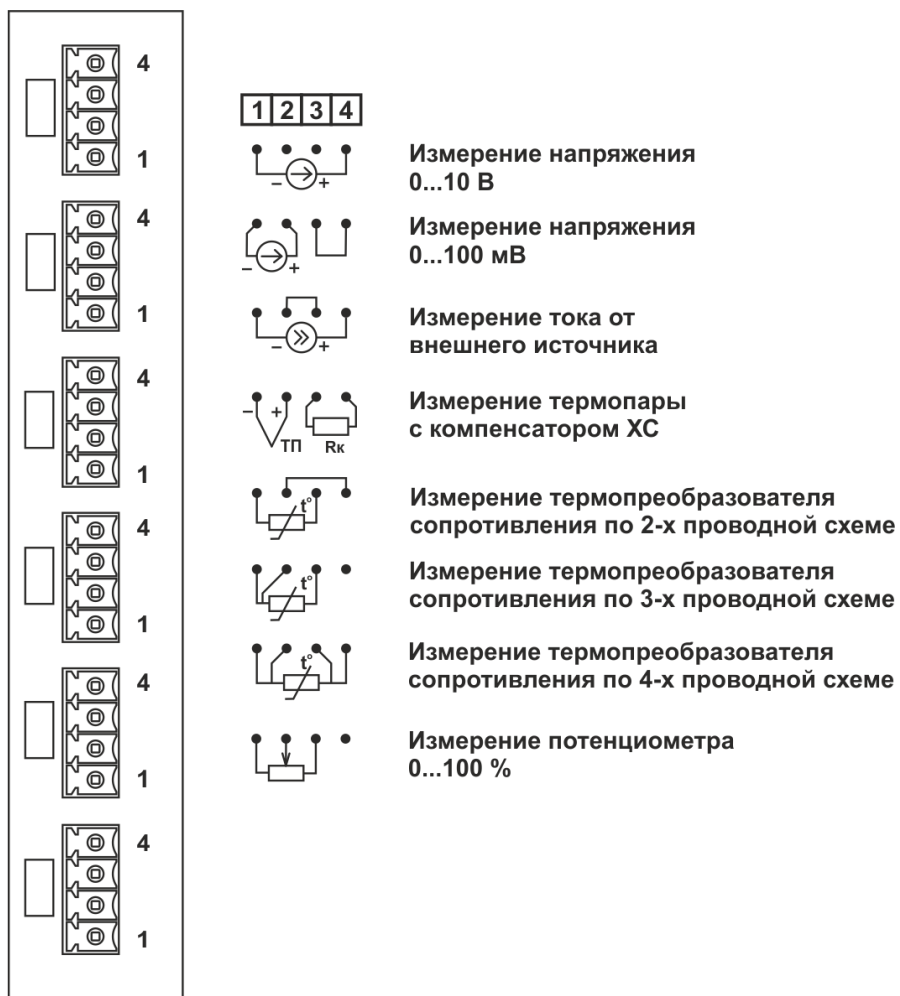 4
1
4
1
4
1
4
1
4
1
4
1
1 2 3 4
- +
Измерение напряжения
0...10 В
- +
Измерение напряжения
0...100 мВ
- +
Измерение тока от
внешнего источника
- + ТП Rк
Измерение термопары
с компенсатором ХС
t°
Измерение термопреобразователя
сопротивления по 2-х проводной схеме
t°
Измерение термопреобразователя
сопротивления по 3-х проводной схеме
t°
Измерение термопреобразователя
сопротивления по 4-х проводной схеме
Измерение потенциометра
0...100 %